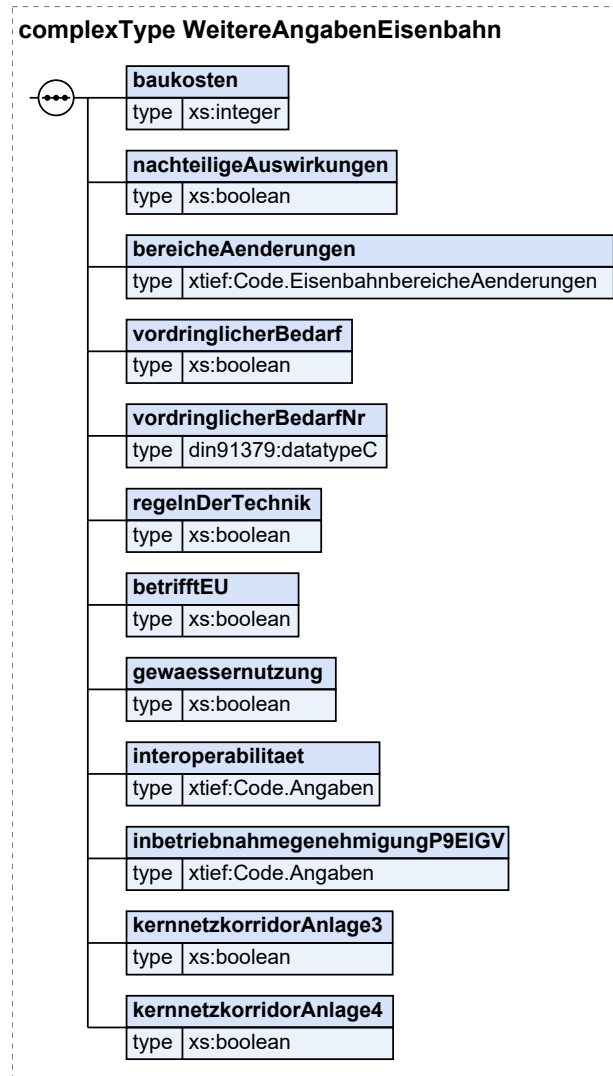 complexType WeitereAngabenEisenbahn
baukosten
type xs:integer
nachteiligeAuswirkungen
type xs:boolean
bereicheAenderungen
type xtief:Code.EisenbahnbereicheAenderungen
vordringlicherBedarf
type xs:boolean
vordringlicherBedarfNr
type din91379:datatypeC
regelnDerTechnik
type xs:boolean
betrifftEU
type xs:boolean
gewaessernutzung
type xs:boolean
interoperabilitaet
type xtief:Code.Angaben
inbetriebnahmegenehmigungP9EIGV
type xtief:Code.Angaben
kernnetzkorridorAnlage3
type xs:boolean
kernnetzkorridorAnlage4
type xs:boolean